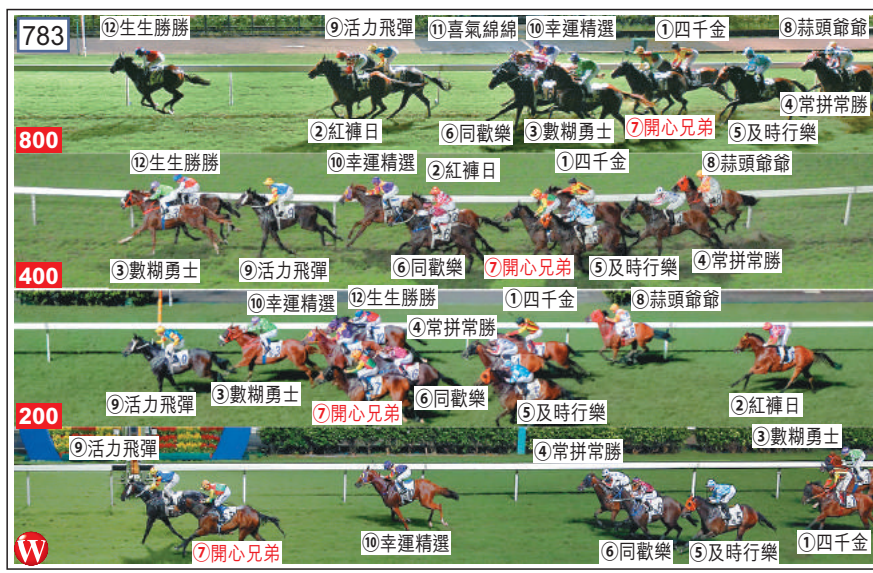 783
⑫生生勝勝 ⑨活力飛彈 ⑪喜氣綿綿 ⑩幸運精選 ①四千金 ⑧蒜頭爺爺
④常拼常勝
②紅褲日 ⑥同歡樂 ③數糊勇士 ⑦開心兄弟 ⑤及時行樂
800
⑫生生勝勝 ⑩幸運精選 ②紅褲日 ①四千金 ⑧蒜頭爺爺
400
③數糊勇士 ⑨活力飛彈 ⑥同歡樂 ⑦開心兄弟 ⑤及時行樂 ④常拼常勝
⑩幸運精選 ⑫生生勝勝 ①四千金 ⑧蒜頭爺爺
④常拼常勝
200
⑨活力飛彈 ③數糊勇士 ⑦開心兄弟 ⑥同歡樂 ⑤及時行樂 ②紅褲日
⑨活力飛彈 ④常拼常勝 ③數糊勇士
W
⑦開心兄弟 ⑩幸運精選 ⑥同歡樂 ⑤及時行樂 ①四千金